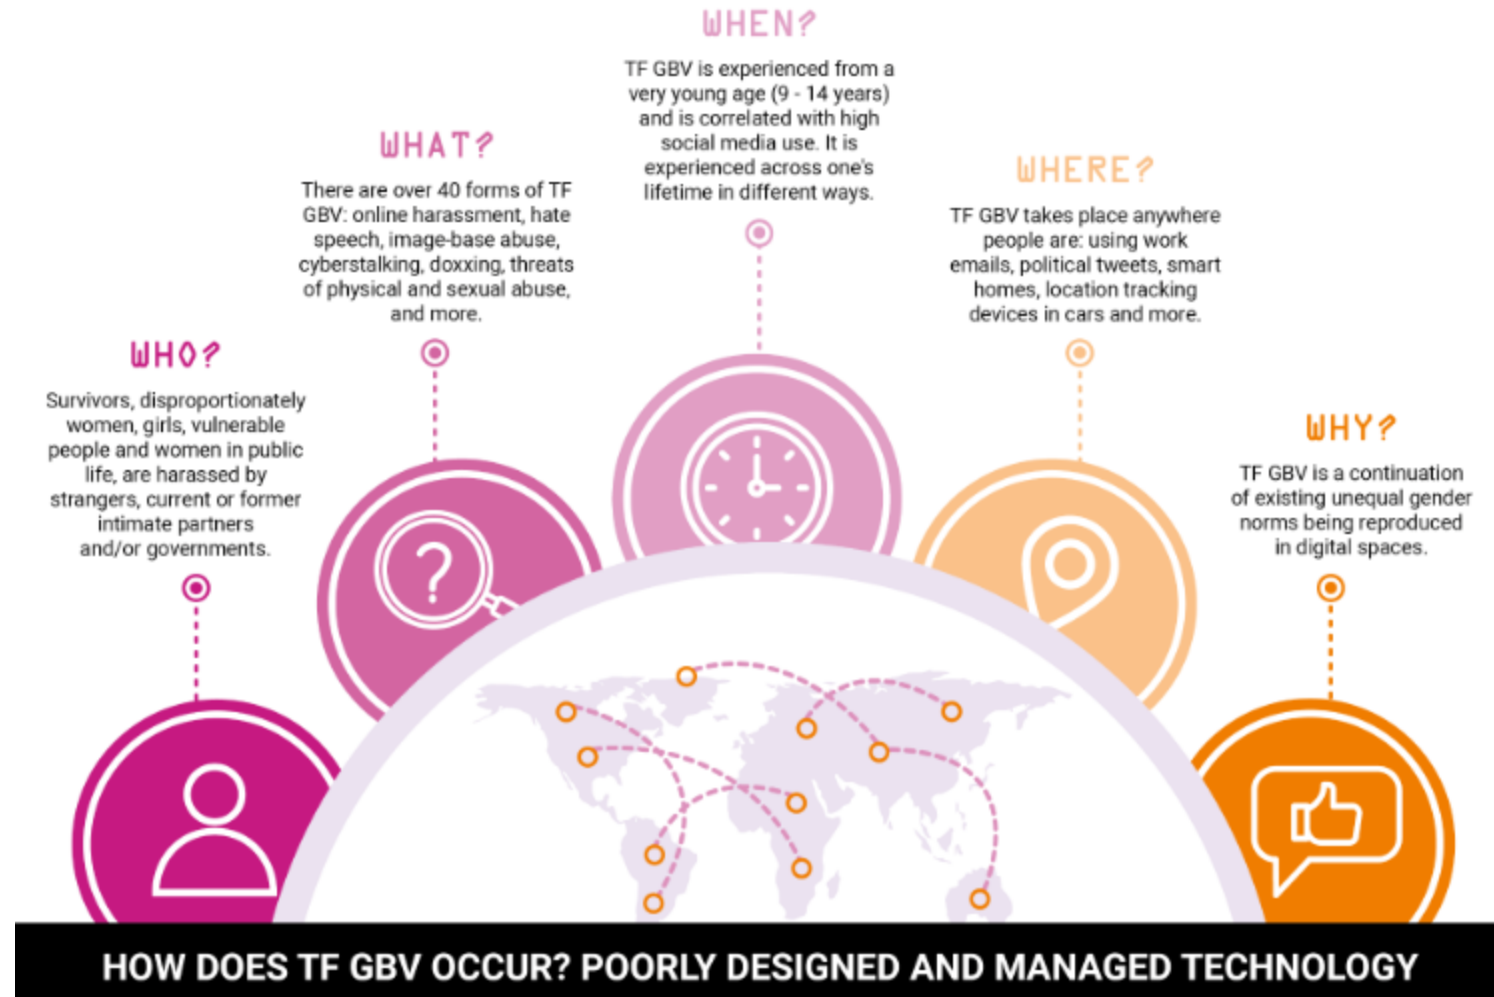 WHO?
Survivors, disproportionately
women, girls, vulnerable
people and women in public
life, are harassed by
strangers, current or former
intimate partners
and/or governments.
WHAT?
There are over 40 forms of TF
GBV: online harassment, hate
speech, image-base abuse,
cyberstalking, doxxing, threats
of physical and sexual abuse,
and more.
WHEN?
TF GBV is experienced from a
very young age (9 - 14 years)
and is correlated with high
social media use. It is
experienced across one's
lifetime in different ways.
WHERE?
TF GBV takes place anywhere
people are: using work
emails, political tweets, smart
homes, location tracking
devices in cars and more.
WHY?
TF GBV is a continuation
of existing unequal gender
norms being reproduced
in digital spaces.
?
HOW DOES TF GBV OCCUR? POORLY DESIGNED AND MANAGED TECHNOLOGY